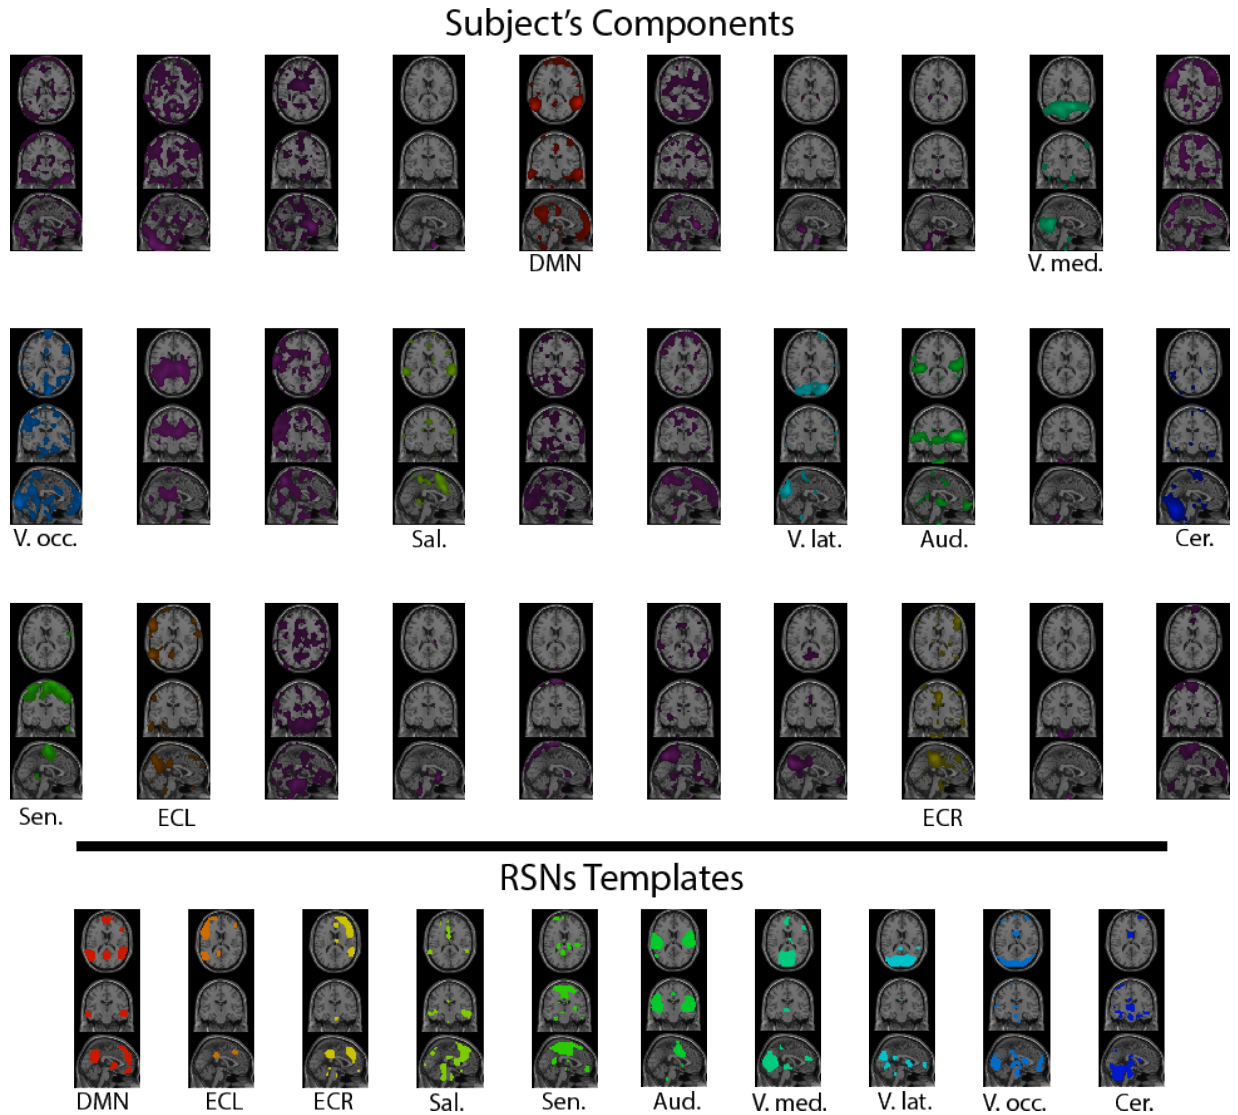 Subject's Components
DMN V. med.
V. occ. Sal. V. lat. Aud. Cer.
Sen. ECL ECR
RSNs Templates
DMN ECL ECR Sal. Sen. Aud. V. med. V. lat. V. occ. Cer.